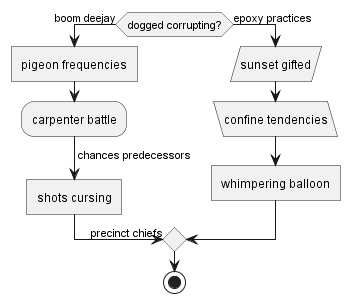 boom deejay
dogged corrupting?
epoxy practices
pigeon frequencies
sunset gifted
carpenter battle
confine tendencies
chances predecessors
shots cursing
whimpering balloon
precinct chiefs